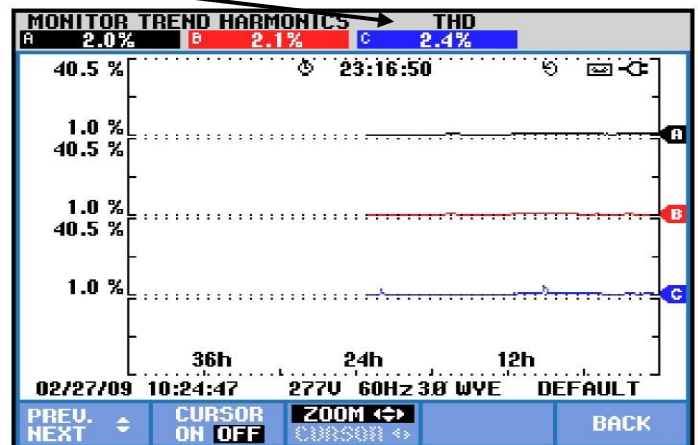 MONITOR TREND HARMONICS THD
A 2.0% B 2.1% C 2.4%
40.5 % 23:16:50
1.0 % A
40.5 %
1.0 % B
40.5 %
1.0 % C
36h 24h 12h
02/27/09 10:24:47 277V 60Hz 3Ø WYE DEFAULT
PREV. NEXT CURSOR ON OFF ZOOM CURSOR BACK